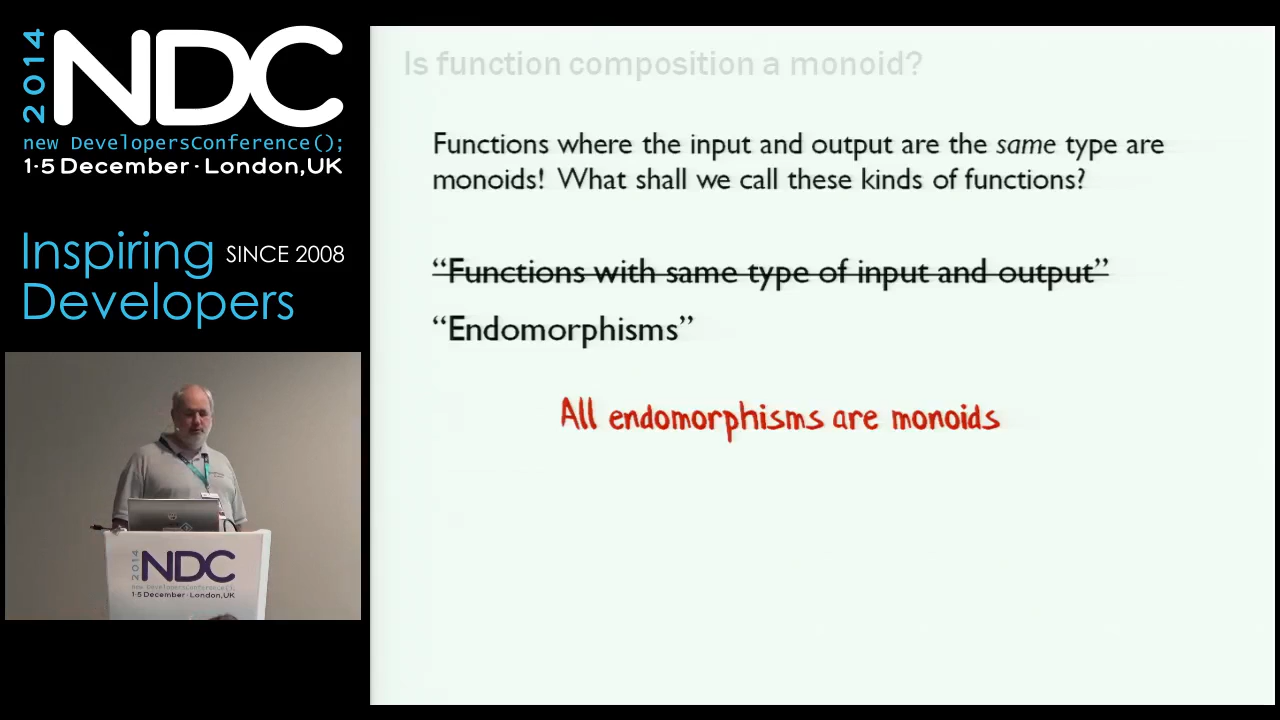 2014 NDC
new DevelopersConference();
1-5 December · London,UK
Inspiring SINCE 2008
Developers
Is function composition a monoid?
Functions where the input and output are the same type are
monoids! What shall we call these kinds of functions?
“Functions with same type of input and output”
“Endomorphisms”
All endomorphisms are monoids
2014 NDC
new DevelopersConference();
1-5 December · London,UK